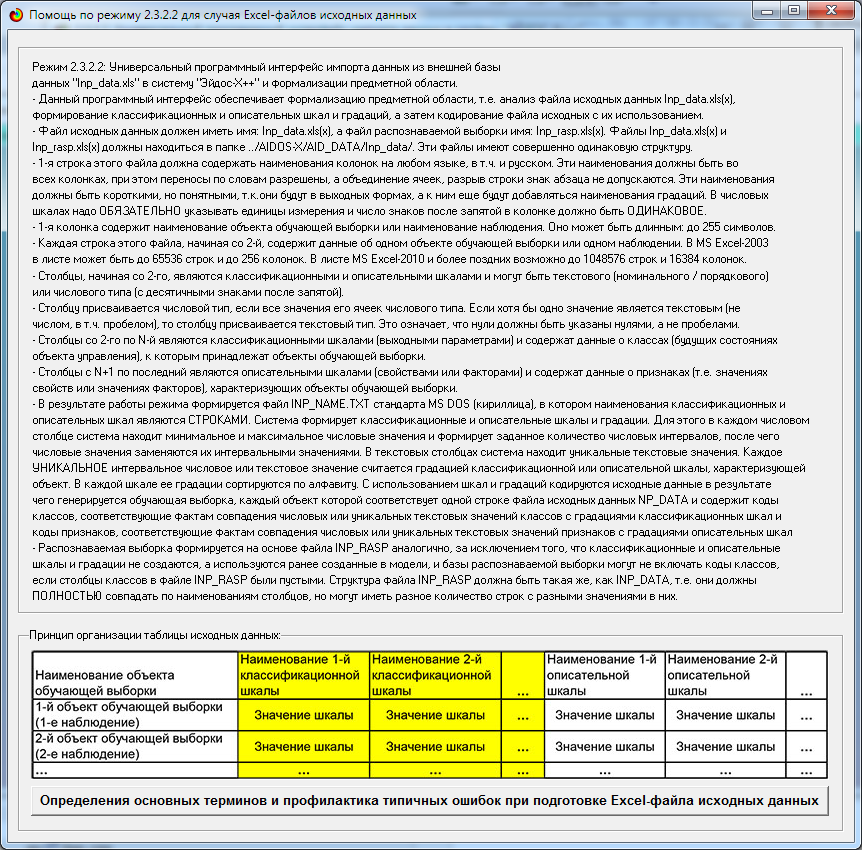 Помощь по режиму 2.3.2.2 для случая Excel-файлов исходных данных
Режим 2.3.2.2: Универсальный программный интерфейс импорта данных из внешней базы
данных "Inp_data.xls" в систему "Эйдос-X++" и формализации предметной области.
- Данный программный интерфейс обеспечивает формализацию предметной области, т.е. анализ файла исходных данных Inp_data.xls(x),
формирование классификационных и описательных шкал и градаций, а затем кодирование файла исходных с их использованием.
- Файл исходных данных должен иметь имя: Inp_data.xls(x), а файл распознаваемой выборки имя: Inp_rasp.xls(x). Файлы Inp_data.xls(x) и
Inp_rasp.xls(x) должны находиться в папке ../AIDOS-X/AID_DATA/Inp_data/. Эти файлы имеют совершенно одинаковую структуру.
- 1-я строка этого файла должна содержать наименования колонок на любом языке, в т.ч. и русском. Эти наименования должны быть во
всех колонках, при этом переносы по словам разрешены, а объединение ячеек, разрыв строки знак абзаца не допускаются. Эти наименования
должны быть короткими, но понятными, т.к.они будут в выходных формах, а к ним еще будут добавляться наименования градаций. В числовых
шкалах надо ОБЯЗАТЕЛЬНО указывать единицы измерения и число знаков после запятой в колонке должно быть ОДИНАКОВОЕ.
- 1-я колонка содержит наименование объекта обучающей выборки или наименование наблюдения. Оно может быть длинным: до 255 символов.
- Каждая строка этого файла, начиная со 2-й, содержит данные об одном объекте обучающей выборки или одном наблюдении. В MS Excel-2003
в листе может быть до 65536 строк и до 256 колонок. В листе MS Excel-2010 и более поздних возможно до 1048576 строк и 16384 колонок.
- Столбцы, начиная со 2-го, являются классификационными и описательными шкалами и могут быть текстового (номинального / порядкового)
или числового типа (с десятичными знаками после запятой).
- Столбцу присваивается числовой тип, если все значения его ячеек числового типа. Если хотя бы одно значение является текстовым (не
числом, в т.ч. пробелом), то столбцу присваивается текстовый тип. Это означает, что нули должны быть указаны нулями, а не пробелами.
- Столбцы со 2-го по N-й являются классификационными шкалами (выходными параметрами) и содержат данные о классах (будущих состояниях
объекта управления), к которым принадлежат объекты обучающей выборки.
- Столбцы с N+1 по последний являются описательными шкалами (свойствами или факторами) и содержат данные о признаках (т.е. значениях
свойств или значениях факторов), характеризующих объекты обучающей выборки.
- В результате работы режима формируется файл INP_NAME.TXT стандарта MS DOS (кириллица), в котором наименования классификационных и
описательных шкал являются СТРОКАМИ. Система формирует классификационные и описательные шкалы и градации. Для этого в каждом числовом
столбце система находит минимальное и максимальное числовые значения и формирует заданное количество числовых интервалов, после чего
числовые значения заменяются их интервальными значениями. В текстовых столбцах система находит уникальные текстовые значения. Каждое
УНИКАЛЬНОЕ интервальное числовое или текстовое значение считается градацией классификационной или описательной шкалы, характеризующей
объект. В каждой шкале ее градации сортируются по алфавиту. С использованием шкал и градаций кодируются исходные данные в результате
чего генерируется обучающая выборка, каждый объект которой соответствует одной строке файла исходных данных NP_DATA и содержит коды
классов, соответствующие фактам совпадения числовых или уникальных текстовых значений классов с градациями классификационных шкал и
коды признаков, соответствующие фактам совпадения числовых или уникальных текстовых значений признаков с градациями описательных шкал
- Распознаваемая выборка формируется на основе файла INP_RASP аналогично, за исключением того, что классификационные и описательные
шкалы и градации не создаются, а используются ранее созданные в модели, и базы распознаваемой выборки могут не включать коды классов,
если столбцы классов в файле INP_RASP были пустыми. Структура файла INP_RASP должна быть такая же, как INP_DATA, т.е. они должны
ПОЛНОСТЬЮ совпадать по наименованиям столбцов, но могут иметь разное количество строк с разными значениями в них.
Принцип организации таблицы исходных данных:
Наименование объекта
обучающей выборки
Наименование 1-й
классификационной
шкалы
Наименование 2-й
классификационной
шкалы
...
Наименование 1-й
описательной
шкалы
Наименование 2-й
описательной
шкалы
...
1-й объект обучающей выборки
(1-е наблюдение)
Значение шкалы
Значение шкалы
...
Значение шкалы
Значение шкалы
...
2-й объект обучающей выборки
(2-е наблюдение)
Значение шкалы
Значение шкалы
...
Значение шкалы
Значение шкалы
...
...
...
...
...
...
...
...
Определения основных терминов и профилактика типичных ошибок при подготовке Excel-файла исходных данных